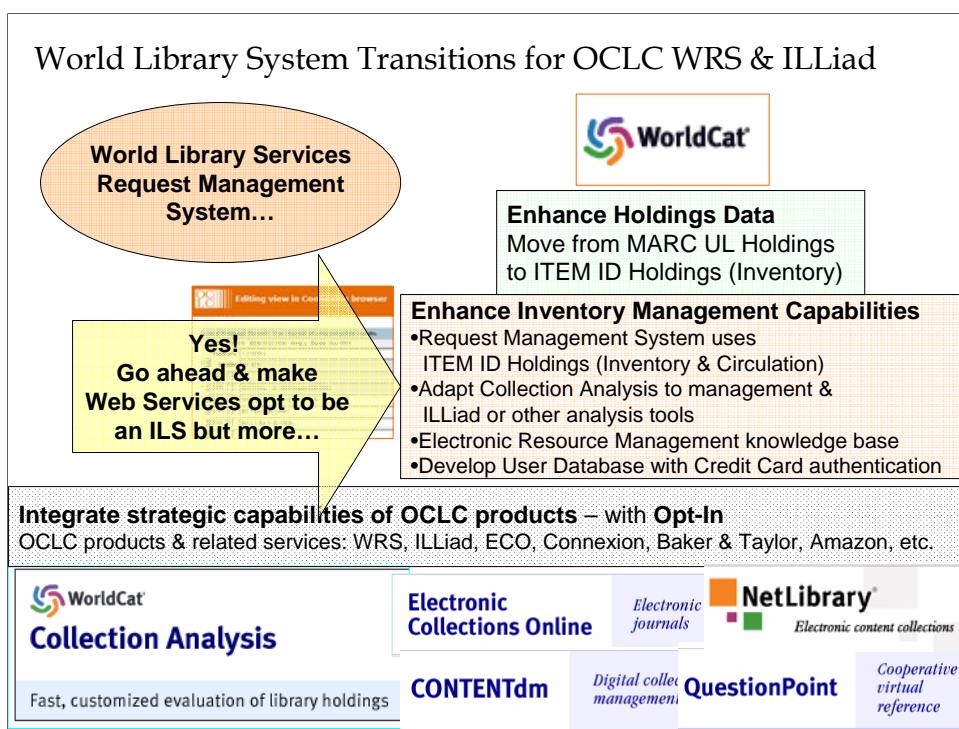 World Library System Transitions for OCLC WRS & ILLiad
World Library Services
Request Management
System…
WorldCat
Enhance Holdings Data
Move from MARC UL Holdings
to ITEM ID Holdings (Inventory)
Editing view in Con browser
Yes!
Go ahead & make
Web Services opt to be
an ILS but more…
Enhance Inventory Management Capabilities
•Request Management System uses
ITEM ID Holdings (Inventory & Circulation)
•Adapt Collection Analysis to management &
ILLiad or other analysis tools
•Electronic Resource Management knowledge base
•Develop User Database with Credit Card authentication
Integrate strategic capabilities of OCLC products – with Opt-In
OCLC products & related services: WRS, ILLiad, ECO, Connexion, Baker & Taylor, Amazon, etc.
WorldCat
Collection Analysis
Fast, customized evaluation of library holdings
Electronic
Collections Online
Electronic
journals
NetLibrary
Electronic content collections
CONTENTdm
Digital collec
management
QuestionPoint
Cooperative
virtual
reference